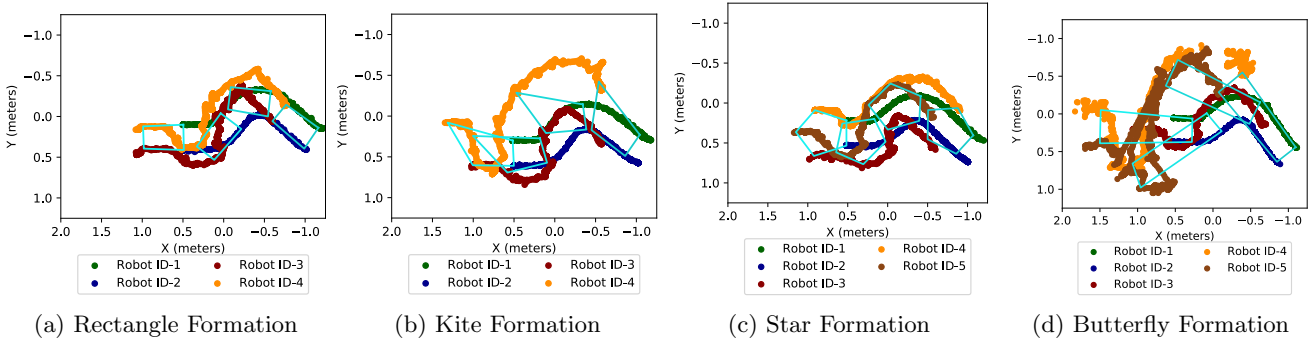 −1.0
−0.5
0.0
0.5
1.0
Y (meters)
2.0 1.5 1.0 0.5 0.0 −0.5 −1.0
X (meters)
Robot ID-1
Robot ID-2
Robot ID-3
Robot ID-4
(a) Rectangle Formation
−1.0
−0.5
0.0
0.5
1.0
Y (meters)
2.0 1.5 1.0 0.5 0.0 −0.5 −1.0
X (meters)
Robot ID-1
Robot ID-2
Robot ID-3
Robot ID-4
(b) Kite Formation
−1.0
−0.5
0.0
0.5
1.0
Y (meters)
2.0 1.5 1.0 0.5 0.0 −0.5 −1.0
X (meters)
Robot ID-1
Robot ID-2
Robot ID-3
Robot ID-4
Robot ID-5
(c) Star Formation
−1.0
−0.5
0.0
0.5
1.0
Y (meters)
2.0 1.5 1.0 0.5 0.0 −0.5 −1.0
X (meters)
Robot ID-1
Robot ID-2
Robot ID-3
Robot ID-4
Robot ID-5
(d) Butterfly Formation